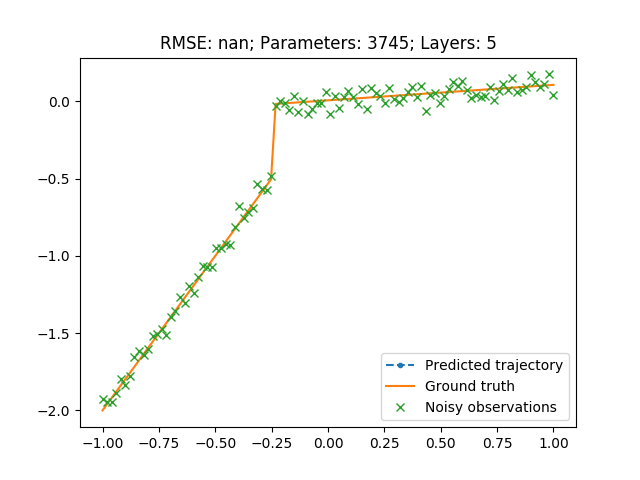 RMSE: nan; Parameters: 3745; Layers: 5
0.0
−0.5
−1.0
−1.5
−2.0
Predicted trajectory
Ground truth
Noisy observations
−1.00 −0.75 −0.50 −0.25 0.00 0.25 0.50 0.75 1.00